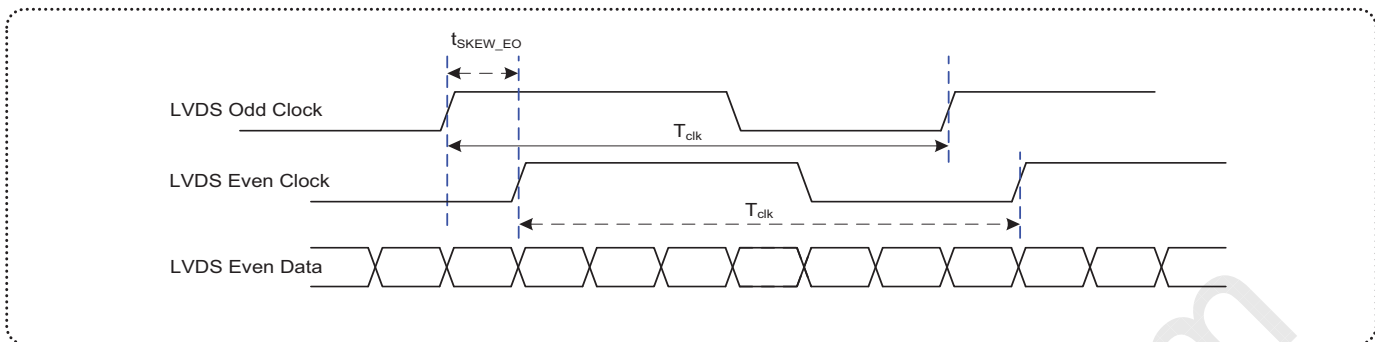 tSKEW_EO
LVDS Odd Clock
Tclk
LVDS Even Clock
Tclk
LVDS Even Data
m